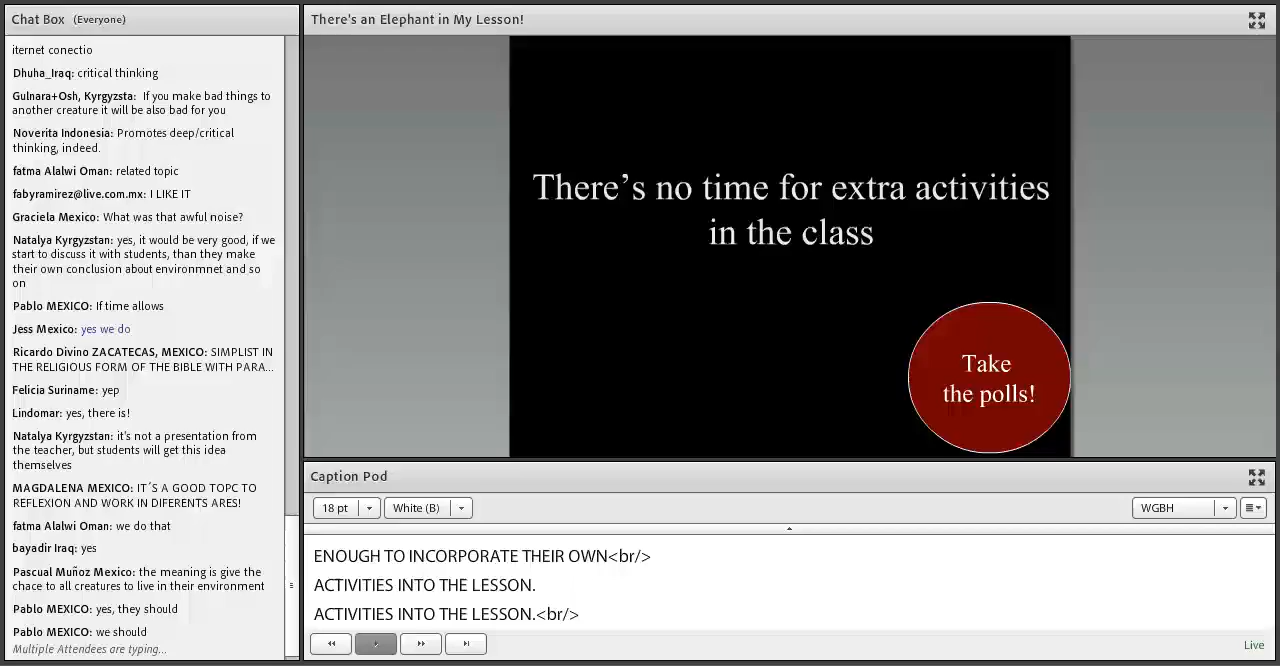 Chat Box (Everyone)
iternet conectio
Dhuha_Iraq: critical thinking
Gulnara+Osh, Kyrgyzsta: If you make bad things to
another creature it will be also bad for you
Noverita Indonesia: Promotes deep/critical
thinking, indeed.
fatma Alalwi Oman: related topic
fabyramirez@live.com.mx: I LIKE IT
Graciela Mexico: What was that awful noise?
Natalya Kyrgyzstan: yes, it would be very good, if we
start to discuss it with students, than they make
their own conclusion about environmnet and so
on
Pablo MEXICO: If time allows
Jess Mexico: yes we do
Ricardo Divino ZACATECAS, MEXICO: SIMPLIST IN
THE RELIGIOUS FORM OF THE BIBLE WITH PARA...
Felicia Suriname: yep
Lindomar: yes, there is!
Natalya Kyrgyzstan: it's not a presentation from
the teacher, but students will get this idea
themselves
MAGDALENA MEXICO: IT´S A GOOD TOPC TO
REFLEXION AND WORK IN DIFERENTS ARES!
fatma Alalwi Oman: we do that
bayadir Iraq: yes
Pascual Muñoz Mexico: the meaning is give the
chace to all creatures to live in their environment
Pablo MEXICO: yes, they should
Pablo MEXICO: we should
Multiple Attendees are typing...
There's an Elephant in My Lesson!
There's no time for extra activities
in the class
Take
the polls!
Caption Pod
18 pt
White (B)
WGBH
ENOUGH TO INCORPORATE THEIR OWN<br/>
ACTIVITIES INTO THE LESSON.
ACTIVITIES INTO THE LESSON.<br/>
Live